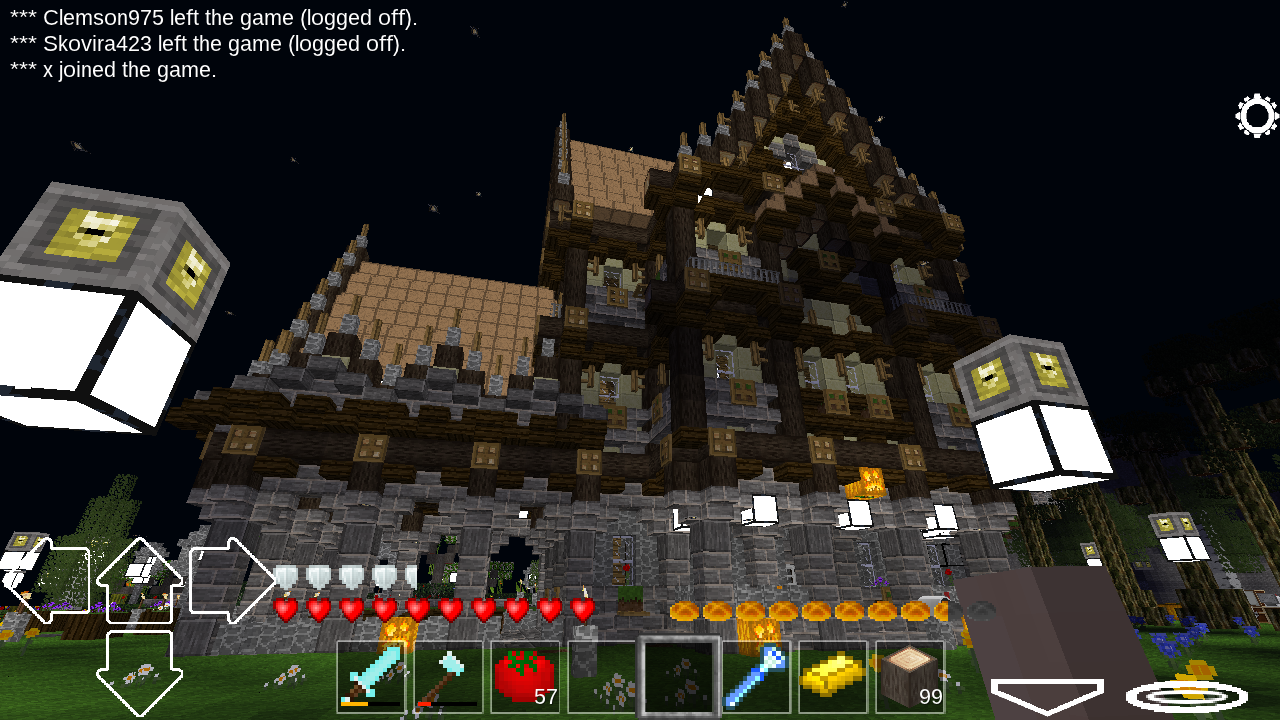 *** Clemson975 left the game (logged off).
*** Skovira423 left the game (logged off).
*** x joined the game.
57
99